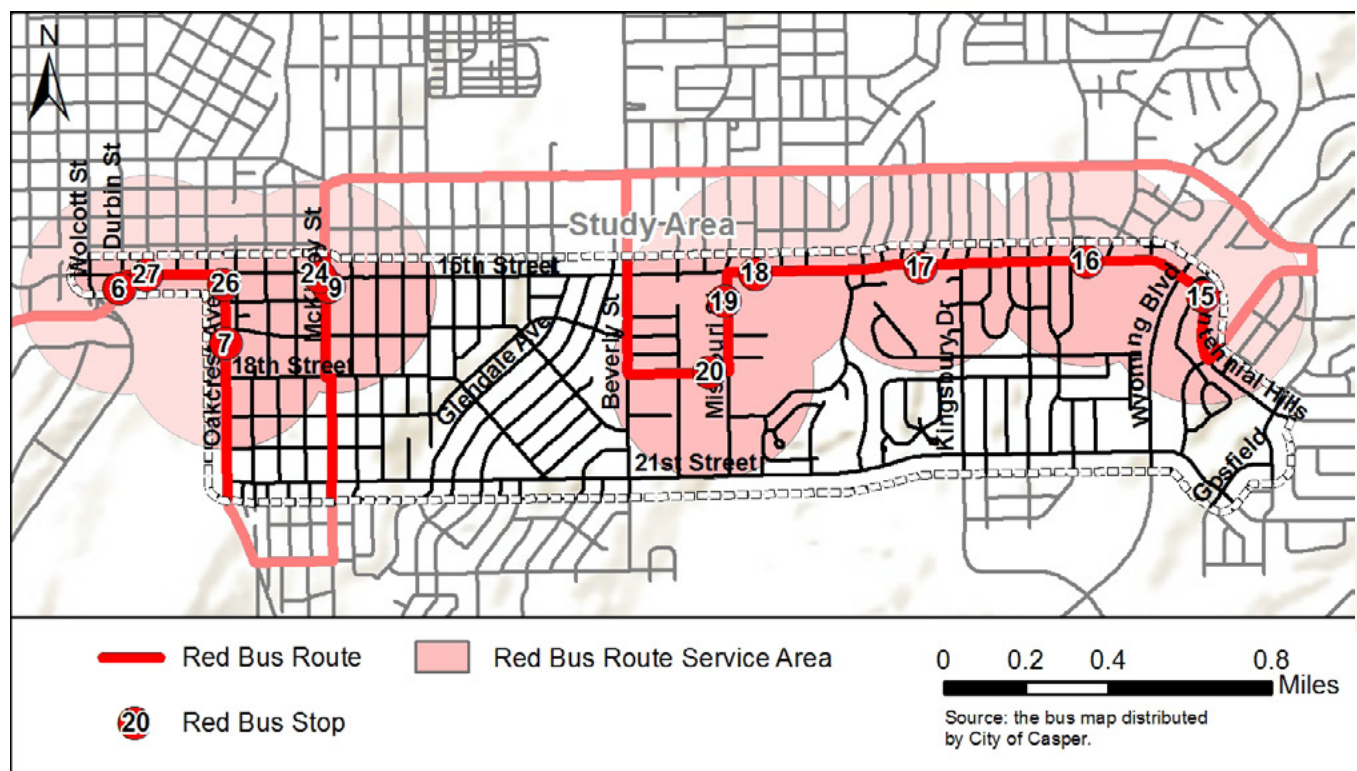 N
Wolcott St
Durbin St
Study Area
15th Street
27
6
26
24
9
18
17
16
15
19
7
20
18th Street
Oakcrest Ave
Glendale Ave
Beverly St
Kingsbury Dr
Wyoming Blvd
21st Street
Gosfield
Red Bus Route
Red Bus Route Service Area
20 Red Bus Stop
0 0.2 0.4 0.8
Miles
Source: the bus map distributed
by City of Casper.